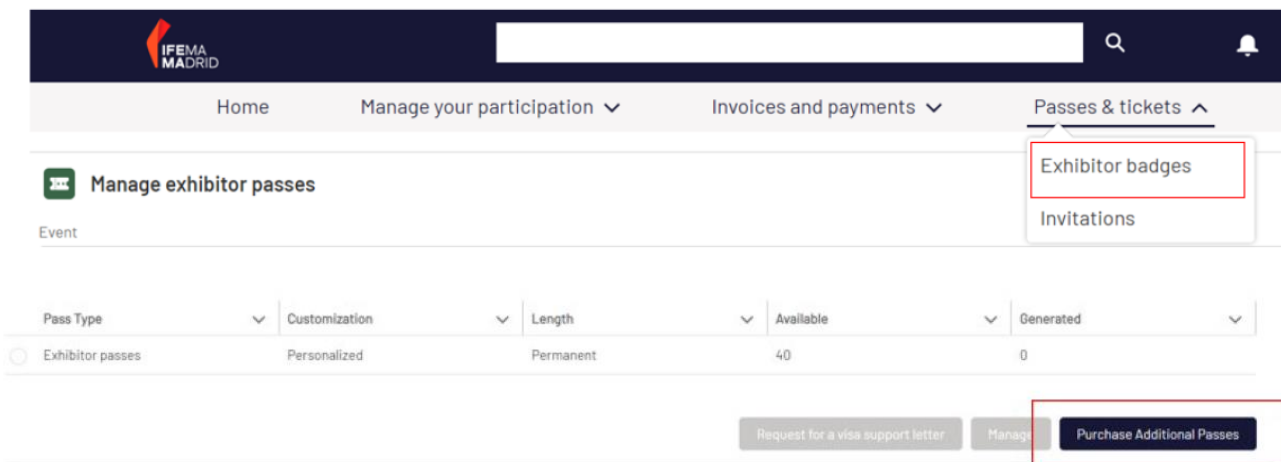 IFEMA
MADRID
Home Manage your participation Invoices and payments Passes & tickets
Exhibitor badges
Invitations
Manage exhibitor passes
Event
Pass Type Customization Length Available Generated
Exhibitor passes Personalized Permanent 40 0
Request for a visa support letter Manage Purchase Additional Passes